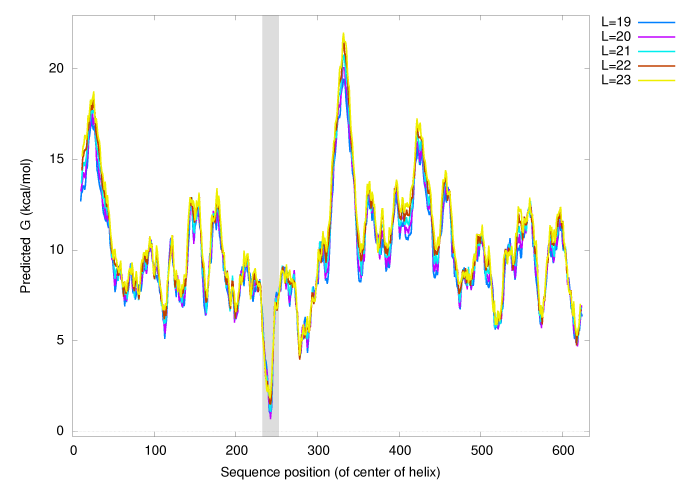 L=19
L=20
L=21
L=22
L=23
20
15
10
5
0
Predicted G (kcal/mol)
0 100 200 300 400 500 600
Sequence position (of center of helix)